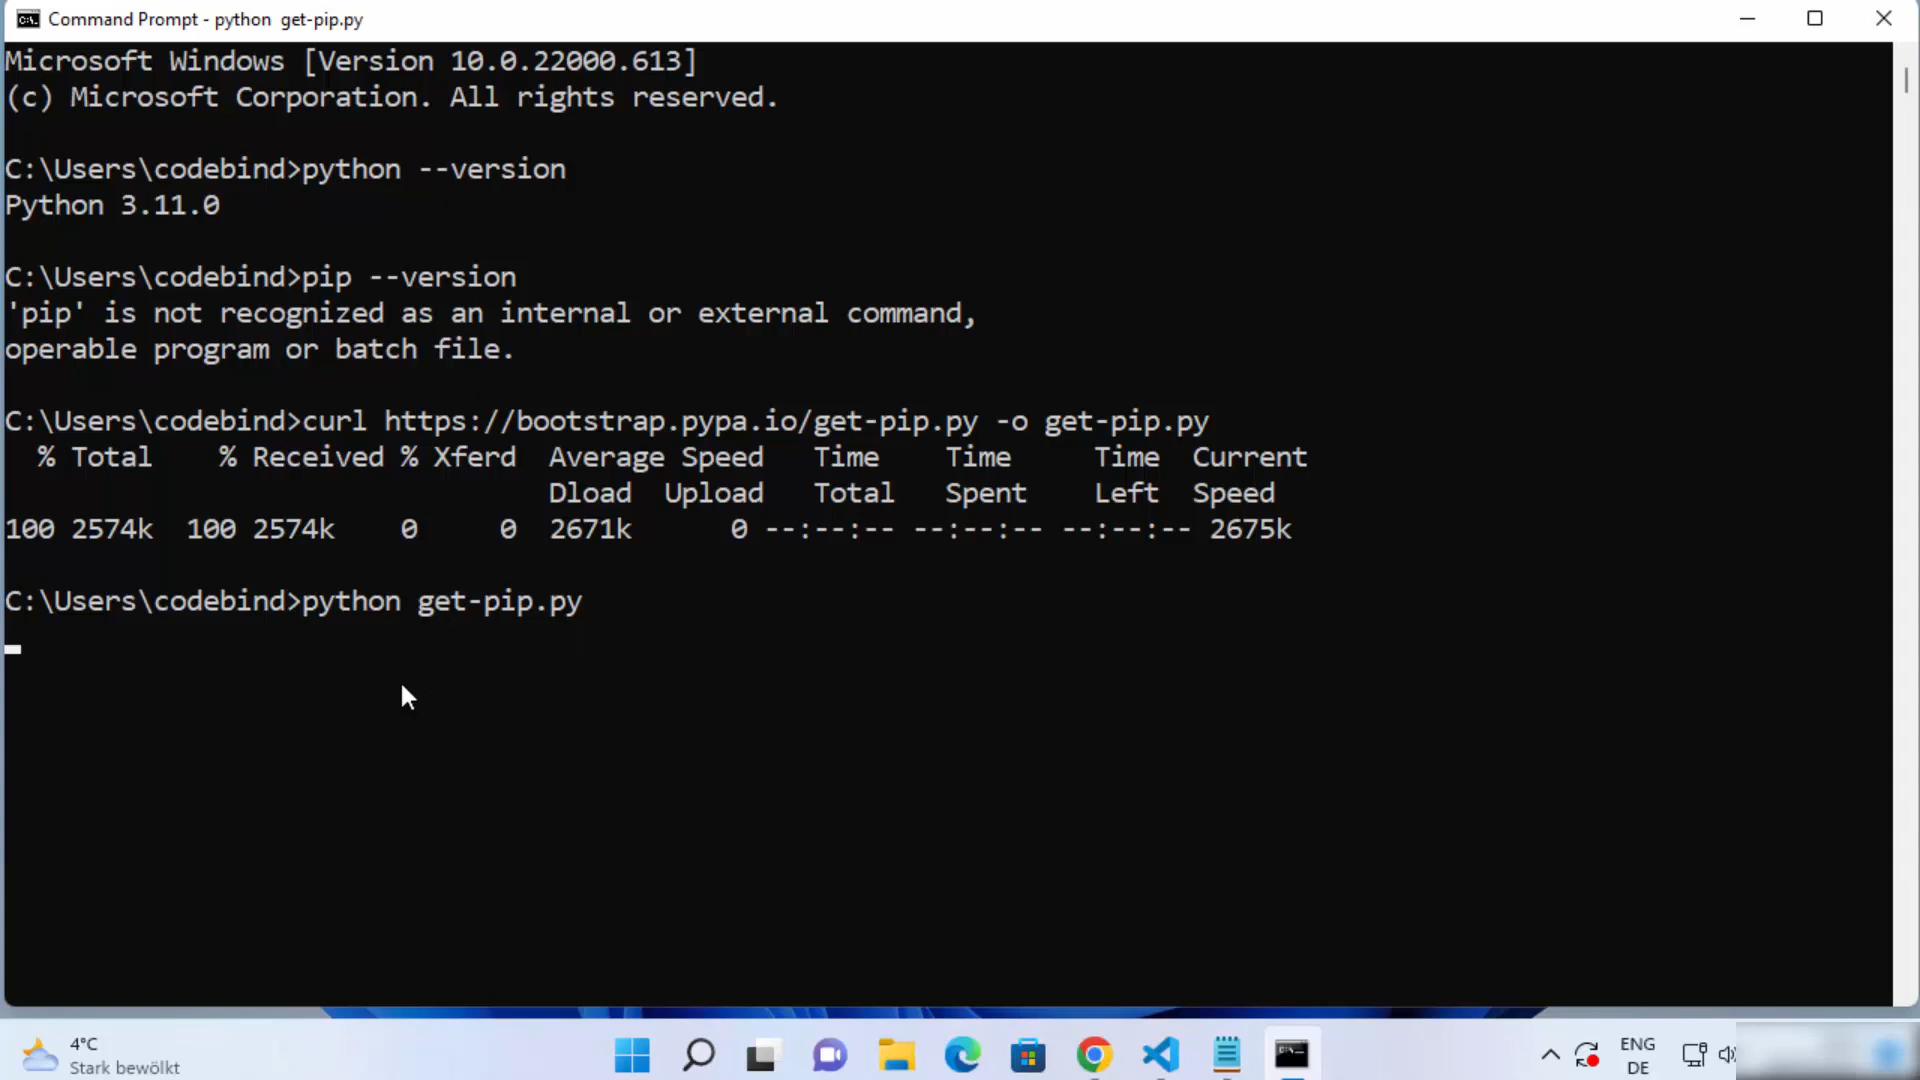 Command Prompt - python  get-pip.py
Microsoft Windows [Version 10.0.22000.613]
(c) Microsoft Corporation. All rights reserved.
C:\Users\codebind>python --version
Python 3.11.0
C:\Users\codebind>pip --version
'pip' is not recognized as an internal or external command,
operable program or batch file.
C:\Users\codebind>curl https://bootstrap.pypa.io/get-pip.py -o get-pip.py
  % Total    % Received % Xferd  Average Speed   Time    Time       Time  Current
                                 Dload  Upload   Total   Spent      Left  Speed
100 2574k  100 2574k    0     0  2671k      0 --:--:-- --:--:-- --:--:-- 2675k
C:\Users\codebind>python get-pip.py
4°C
Stark bewölkt
ENG
DE